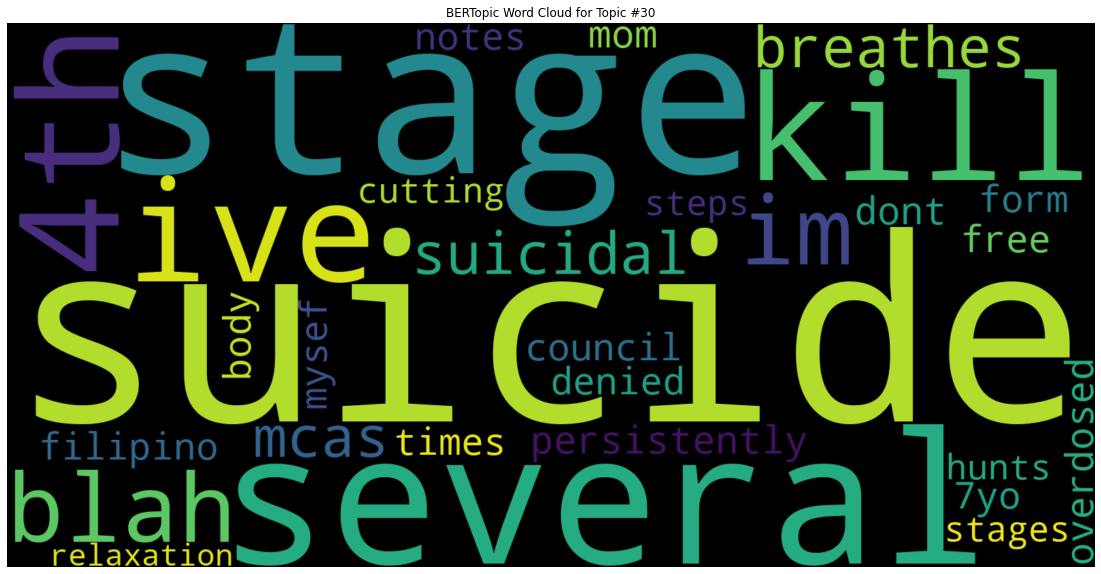 BERTopic Word Cloud for Topic #30
notes
mom
breathes
4th
stage
kill
cutting
steps
dont
form
ive
suicidal
im
free
suicide
body
mysef
council
denied
overdosed
filipino
mcas
times
persistently
blah
several
hunts
7yo
stages
relaxation